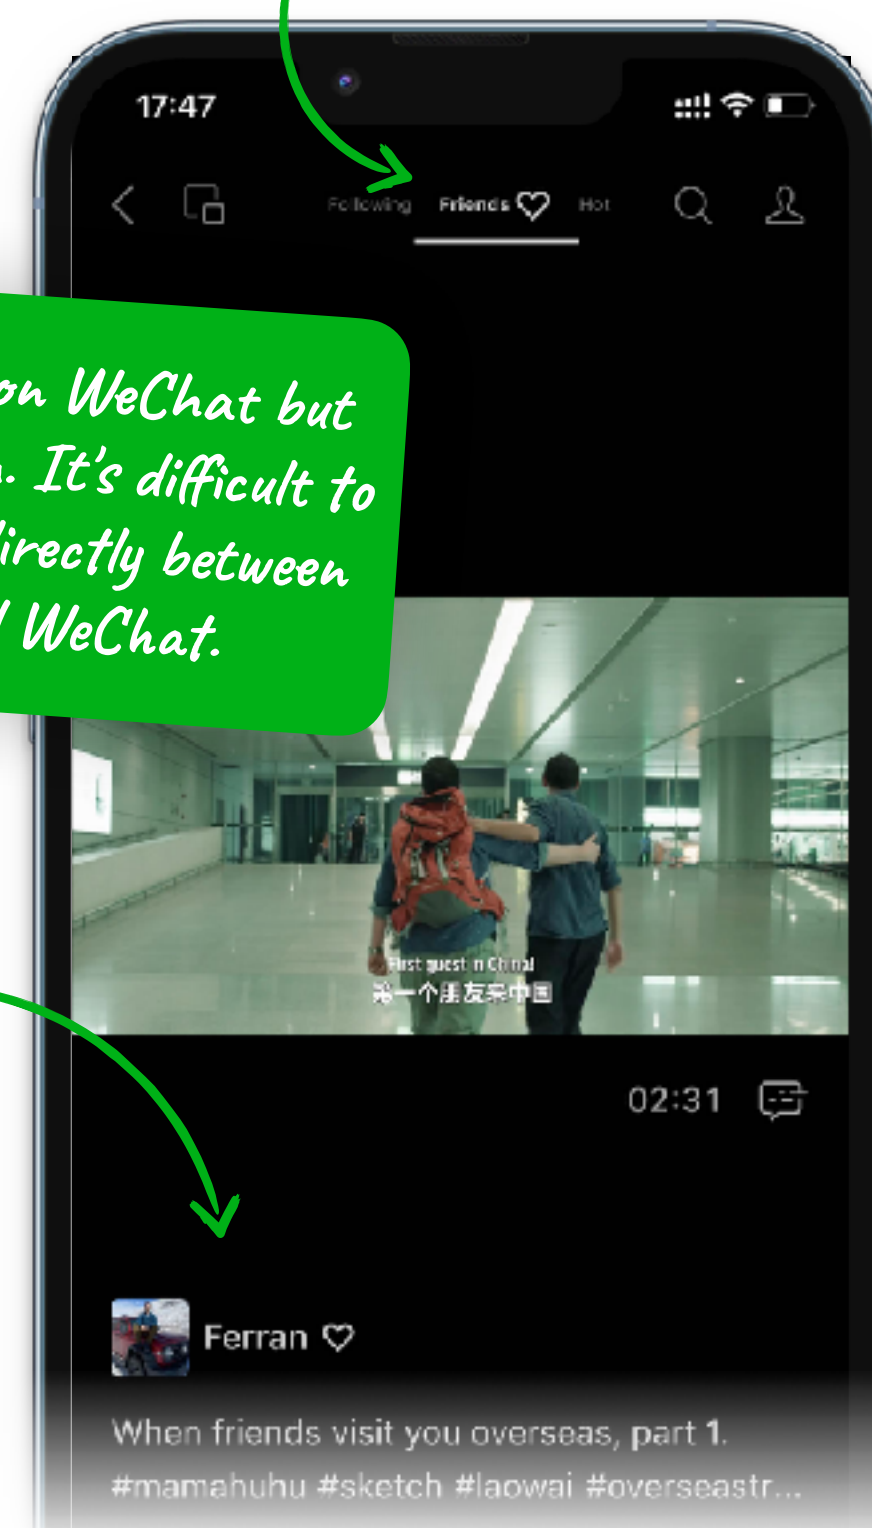 17:47
Following Friends Hot
on WeChat but
. It's difficult to
directly between
WeChat.
First guest in China!
第一个朋友来中国
02:31
Ferran
When friends visit you overseas, part 1.
#mamahuhu #sketch #laowai #overseastr...